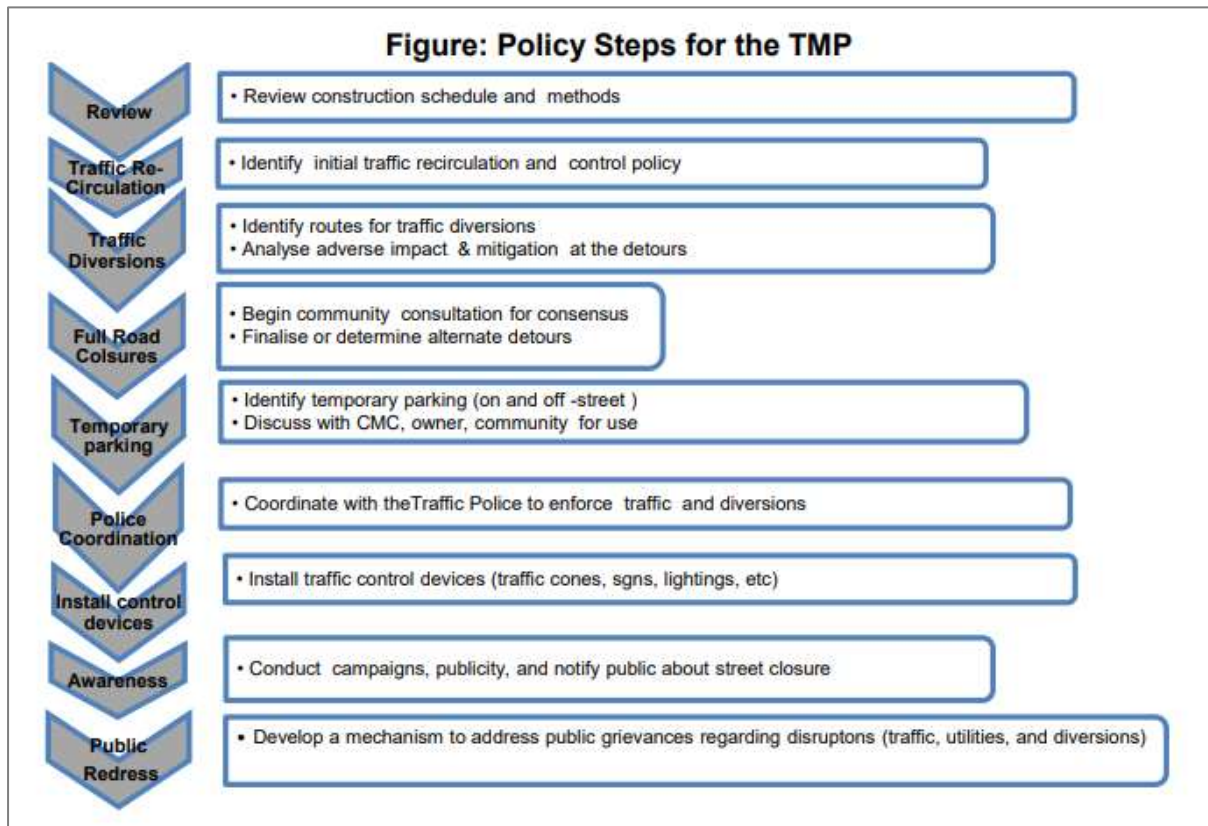 Figure: Policy Steps for the TMP
Review
• Review construction schedule and methods
Traffic Re-
Circulation
• Identify initial traffic recirculation and control policy
Traffic
Diversions
• Identify routes for traffic diversions
• Analyse adverse impact & mitigation at the detours
Full Road
Colsures
• Begin community consultation for consensus
• Finalise or determine alternate detours
Temporary
parking
• Identify temporary parking (on and off -street )
• Discuss with CMC, owner, community for use
Police
Coordination
• Coordinate with theTraffic Police to enforce traffic and diversions
Install control
devices
• Install traffic control devices (traffic cones, sgns, lightings, etc)
Awareness
• Conduct campaigns, publicity, and notify public about street closure
Public
Redress
• Develop a mechanism to address public grievances regarding disruptons (traffic, utilities, and diversions)